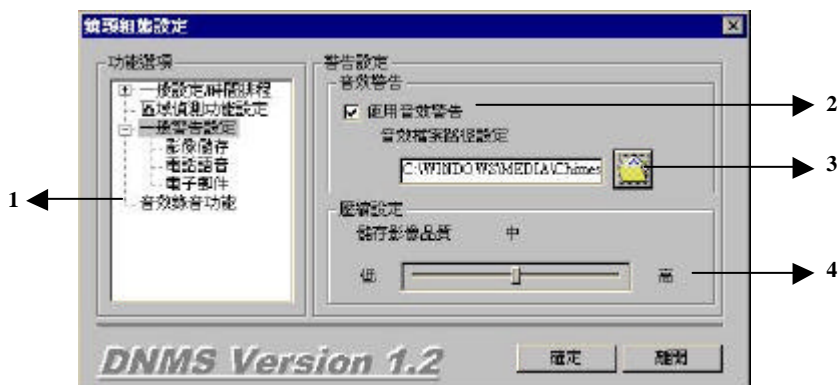 鏡頭組態設定
功能選項
一般設定/時間排程
區域偵測功能設定
一般警告設定
影像儲存
電話語音
電子郵件
音效錄音功能
警告設定
音效警告
使用音效警告
音效檔案路徑設定
C:\WINDOWS\MEDIA\Chimes
壓縮設定
儲存影像品質 中
低 高
DNMS Version 1.2
確定 離開
1
2
3
4